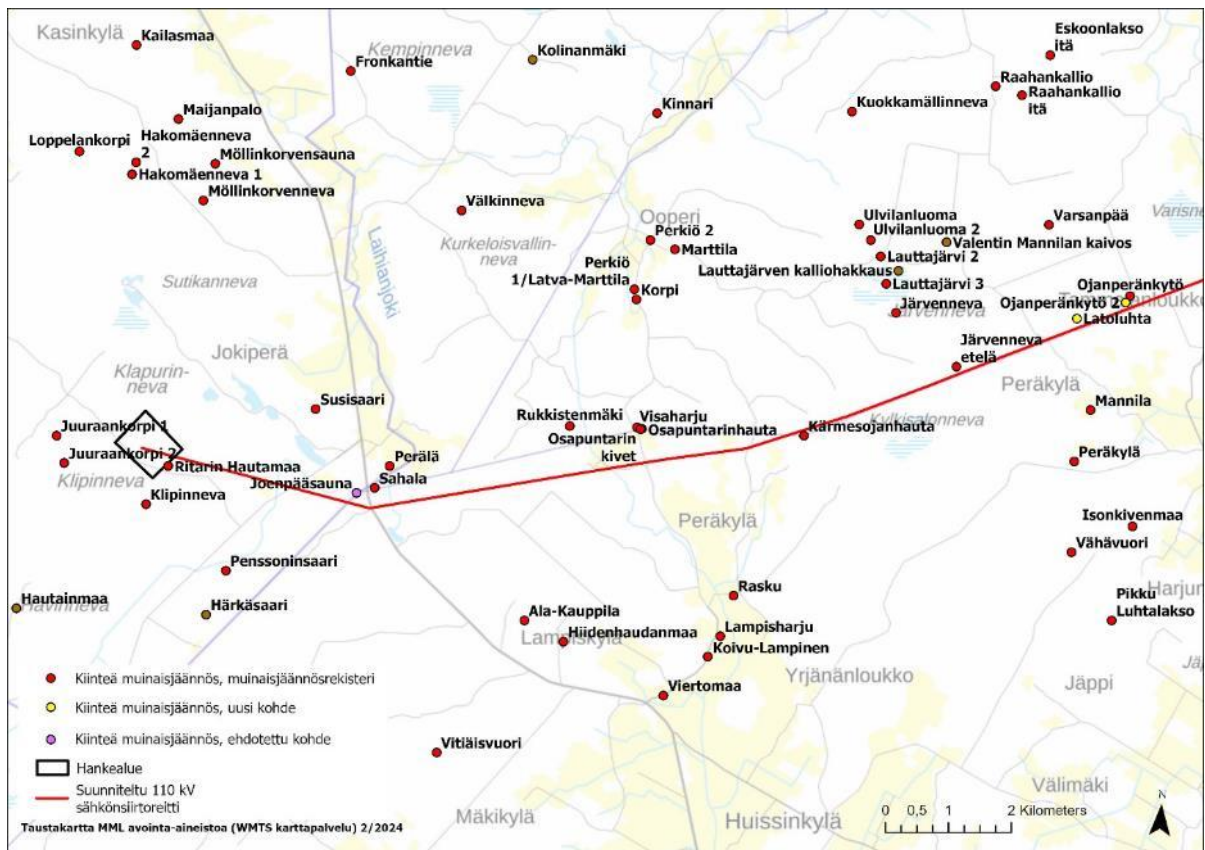 Kasinkylä
Kailasmaa
Kempinneva
Fronkantie
Kolinanmäki
Eskoonlakso
itä
Raahankallio
Raahankallio
itä
Kinnari
Kuokkamällinneva
Maijanpalo
Loppelankorpi
Hakomäenneva
2
Möllinkorvensauna
Hakomäenneva 1
Möllinkorvenneva
Välkinneva
Ooperi
Laihianjoki
Kurkeloisvallin-
neva
Perkiö 2
Marttila
Ulvilanluoma
Ulvilanluoma 2
Varsanpää
Valentin Mannilan kaivos
Lauttajärvi 2
Lauttajärven kalliohakkaus
Perkiö
1/Latva-Marttila
Korpi
Lauttajärvi 3
Järvenneva
Järvenneva
Ojanperänkytö
Ojanperänkytö 2
Latoluhta
Sutikanneva
Jokiperä
Klapurin-
neva
Järvenneva
etelä
Peräkylä
Susisaari
Mannila
Juuraankorpi 1
Rukkistenmäki
Visaharju
Osapuntarinhauta
Osapuntarin
kivet
Kärmesojanhauta
Kylkisalonneva
Juuraankorpi 2
Ritarin Hautamaa
Klipinneva
Klipinneva
Perälä
Joenpääsauna
Sahala
Peräkylä
Peräkylä
Isonkivenmaa
Vähävuori
Penssoninsaari
Hautainmaa
Härkäsaari
Rasku
Ala-Kauppila
Lampiskylä
Hiidenhaudanmaa
Lampisharju
Koivu-Lampinen
Pikku
Luhtalakso
Yrjänänloukko
Jäppi
Viertomaa
Vitiäisvuori
Mäkikylä
Huissinkylä
Välimäki
Kiinteä muinaisjäännös, muinaisjäännösrekisteri
Kiinteä muinaisjäännös, uusi kohde
Kiinteä muinaisjäännös, ehdotettu kohde
Hankealue
Suunniteltu 110 kV
sähkönsiirtoreitti
Taustakartta MML avointa-aineistoa (WMTS karttapalvelu) 2/2024
0 0,5 1 2 Kilometers
N